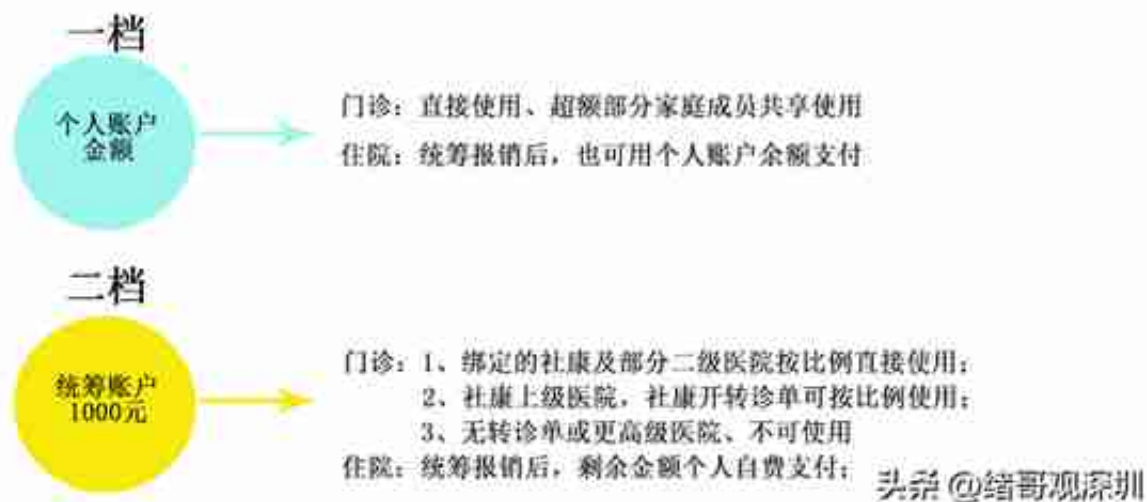 一档
个人账户
金额
门诊：直接使用、超额部分家庭成员共享使用
住院：统筹报销后，也可用个人账户余额支付
二档
统筹账户
1000元
门诊：1、绑定的社康及部分二级医院按比例直接使用；
2、社康上级医院，社康开转诊单可按比例使用；
3、无转诊单或更高级医院、不可使用
住院：统筹报销后，剩余金额个人自费支付；
头条 @绪哥观深圳